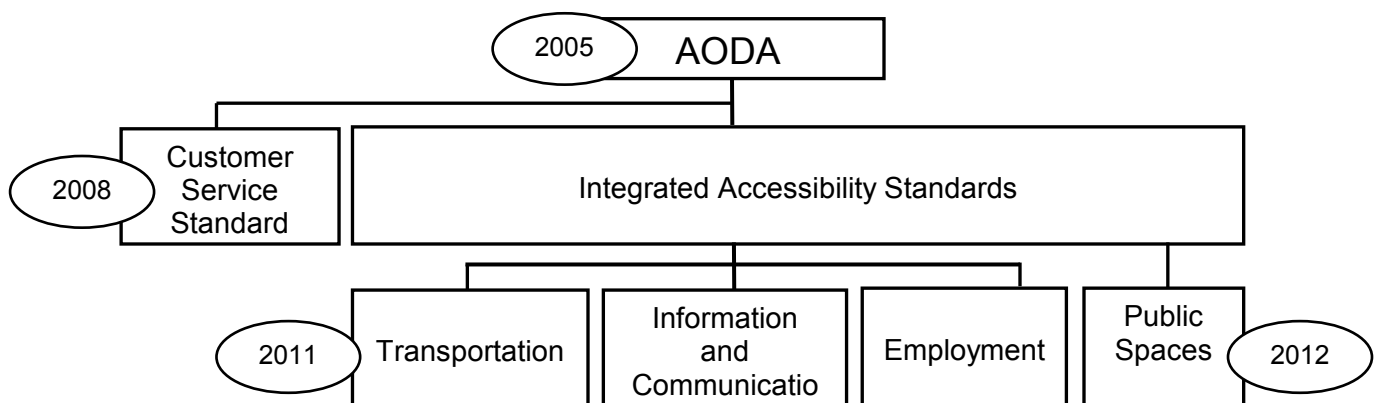 2005
AODA
2008
Customer
Service
Standard
Integrated Accessibility Standards
2011
Transportation
Information
and
Communicatio
Employment
Public
Spaces
2012